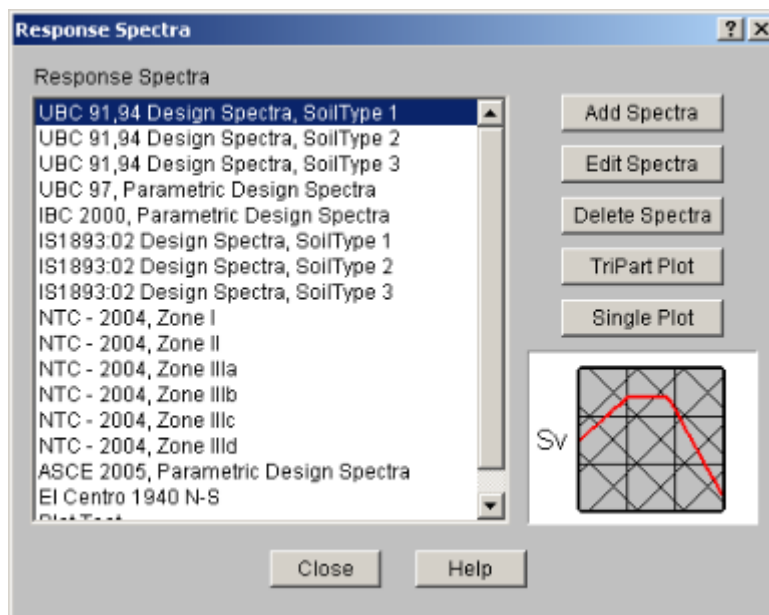 Response Spectra
Response Spectra
UBC 91,94 Design Spectra, SoilType 1
UBC 91,94 Design Spectra, SoilType 2
UBC 91,94 Design Spectra, SoilType 3
UBC 97, Parametric Design Spectra
IBC 2000, Parametric Design Spectra
IS1893:02 Design Spectra, SoilType 1
IS1893:02 Design Spectra, SoilType 2
IS1893:02 Design Spectra, SoilType 3
NTC - 2004, Zone I
NTC - 2004, Zone II
NTC - 2004, Zone IIIa
NTC - 2004, Zone IIIb
NTC - 2004, Zone IIIc
NTC - 2004, Zone IIId
ASCE 2005, Parametric Design Spectra
El Centro 1940 N-S
Add Spectra
Edit Spectra
Delete Spectra
TriPart Plot
Single Plot
Sv
Close
Help